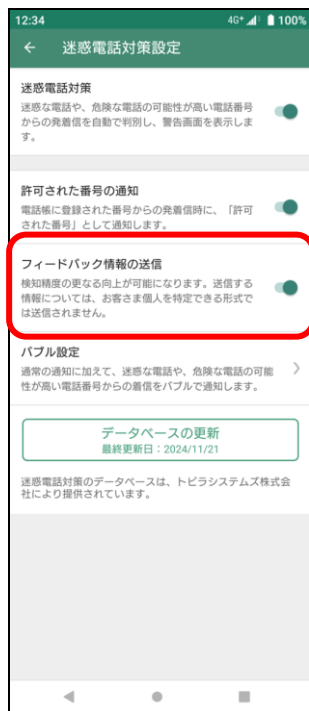 12:34 4G+ 100%
← 迷惑電話対策設定
迷惑電話対策
迷惑な電話や、危険な電話の可能性が高い電話番号
からの発着信を自動で判別し、警告画面を表示しま
す。
許可された番号の通知
電話帳に登録された番号からの発着信時に、「許可
された番号」として通知します。
フィードバック情報の送信
検知精度の更なる向上が可能になります。送信する
情報については、お客さま個人を特定できる形式で
は送信されません。
バブル設定
通常の通知に加えて、迷惑な電話や、危険な電話の可能
性が高い電話番号からの着信をバブルで通知します。
データベースの更新
最終更新日：2024/11/21
迷惑電話対策のデータベースは、トビラシステムズ株式会
社により提供されています。